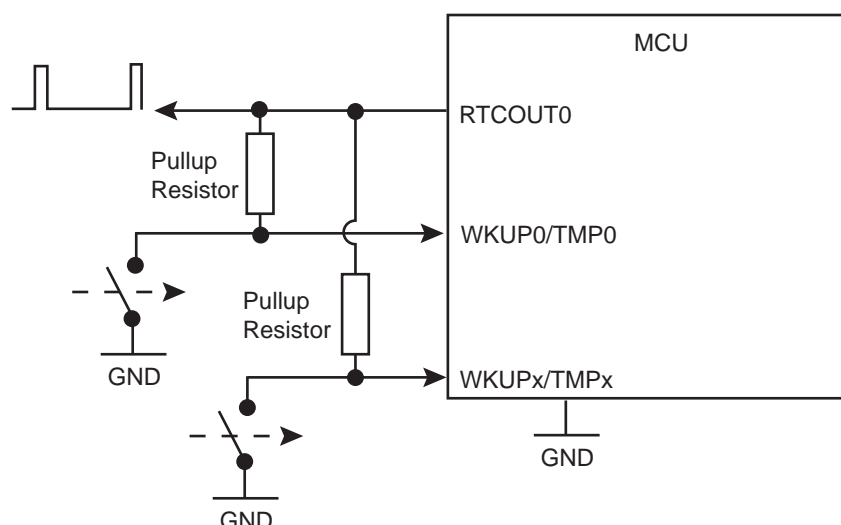 MCU
RTCOUT0
Pullup
Resistor
WKUP0/TMP0
Pullup
Resistor
GND
WKUPx/TMPx
GND
GND